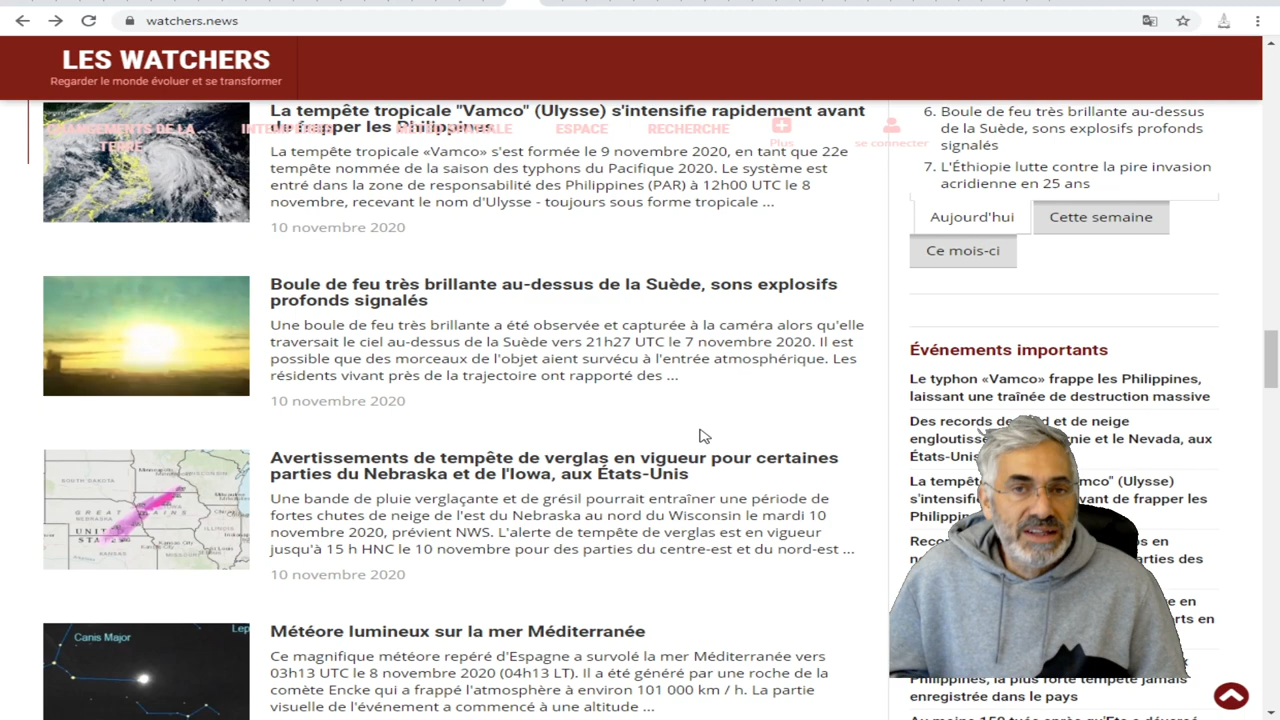 watchers.news
LES WATCHERS
Regarder le monde évoluer et se transformer
CHANGEMENTS DE LA
TERRE
ESPACE
RECHERCHE
Plus
se connecter
La tempête tropicale "Vamco" (Ulysse) s'intensifie rapidement avant
de frapper les Philippines
La tempête tropicale «Vamco» s'est formée le 9 novembre 2020, en tant que 22e
tempête nommée de la saison des typhons du Pacifique 2020. Le système est
entré dans la zone de responsabilité des Philippines (PAR) à 12h00 UTC le 8
novembre, recevant le nom d'Ulysse - toujours sous forme tropicale ...
10 novembre 2020
Boule de feu très brillante au-dessus de la Suède, sons explosifs
profonds signalés
Une boule de feu très brillante a été observée et capturée à la caméra alors qu'elle
traversait le ciel au-dessus de la Suède vers 21h27 UTC le 7 novembre 2020. Il est
possible que des morceaux de l'objet aient survécu à l'entrée atmosphérique. Les
résidents vivant près de la trajectoire ont rapporté des ...
10 novembre 2020
Avertissements de tempête de verglas en vigueur pour certaines
parties du Nebraska et de l'Iowa, aux États-Unis
Une bande de pluie verglaçante et de grésil pourrait entraîner une période de
fortes chutes de neige de l'est du Nebraska au nord du Wisconsin le mardi 10
novembre 2020, prévient NWS. L'alerte de tempête de verglas est en vigueur
jusqu'à 15 h HNC le 10 novembre pour des parties du centre-est et du nord-est ...
10 novembre 2020
Canis Major
Lep
Météore lumineux sur la mer Méditerranée
Ce magnifique météore repéré d'Espagne a survolé la mer Méditerranée vers
03h13 UTC le 8 novembre 2020 (04h13 LT). Il a été généré par une roche de la
comète Encke qui a frappé l'atmosphère à environ 101 000 km / h. La partie
visuelle de l'événement a commencé à une altitude ...
6. Boule de feu très brillante au-dessus
de la Suède, sons explosifs profonds
signalés
7. L'Éthiopie lutte contre la pire invasion
acridienne en 25 ans
Aujourd'hui
Cette semaine
Ce mois-ci
Événements important​s
Le typhon «Vamco» frappe les Philippines,
laissant une traînée de destruction massive
Des records de et de neige
et le Nevada, aux
La (Ulysse)
de frapper les
en
des
en
en
Philippines, la plus forte tempête jamais
enregistrée dans le pays